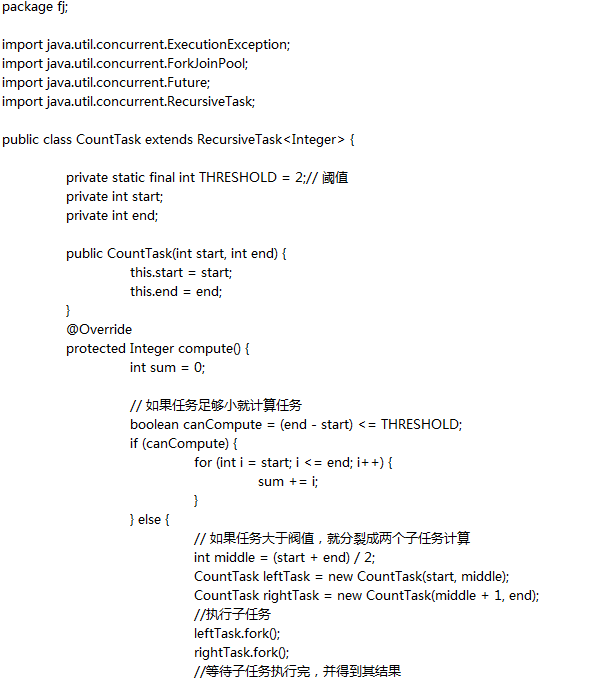 package fj;
import java.util.concurrent.ExecutionException;
import java.util.concurrent.ForkJoinPool;
import java.util.concurrent.Future;
import java.util.concurrent.RecursiveTask;
public class CountTask extends RecursiveTask<Integer> {
private static final int THRESHOLD = 2;// 阈值
private int start;
private int end;
public CountTask(int start, int end) {
this.start = start;
this.end = end;
}
@Override
protected Integer compute() {
int sum = 0;
// 如果任务足够小就计算任务
boolean canCompute = (end - start) <= THRESHOLD;
if (canCompute) {
for (int i = start; i <= end; i++) {
sum += i;
}
} else {
// 如果任务大于阀值，就分裂成两个子任务计算
int middle = (start + end) / 2;
CountTask leftTask = new CountTask(start, middle);
CountTask rightTask = new CountTask(middle + 1, end);
//执行子任务
leftTask.fork();
rightTask.fork();
//等待子任务执行完，并得到其结果